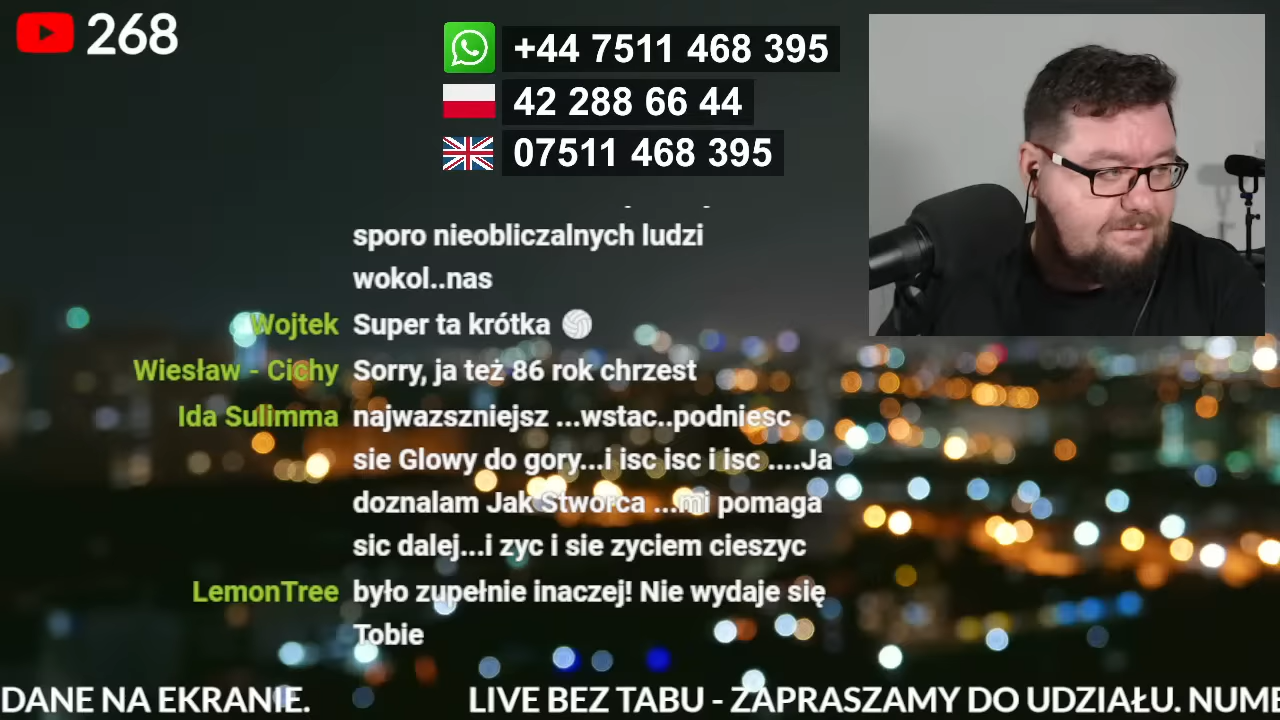 268
+44 7511 468 395
42 288 66 44
07511 468 395
sporo nieobliczalnych ludzi
wokol..nas
Wojtek Super ta krótka
Wiesław - Cichy Sorry, ja też 86 rok chrzest
Ida Sulimma najwazszniejsz ...wstac..podniesc
sie Glowy do gory...i isc isc i isc ....Ja
doznalam Jak Stworca ...mi pomaga
sic dalej...i zyc i sie zyciem cieszyc
LemonTree było zupełnie inaczej! Nie wydaje się
Tobie
DANE NA EKRANIE. LIVE BEZ TABU - ZAPRASZAMY DO UDZIAŁU. NUME